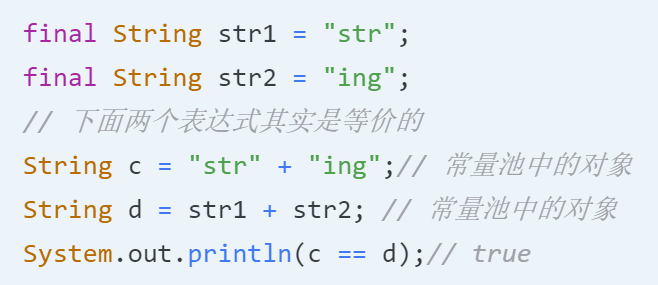 final String str1 = "str";
final String str2 = "ing";
// 下面两个表达式其实是等价的
String c = "str" + "ing";// 常量池中的对象
String d = str1 + str2; // 常量池中的对象
System.out.println(c == d);// true